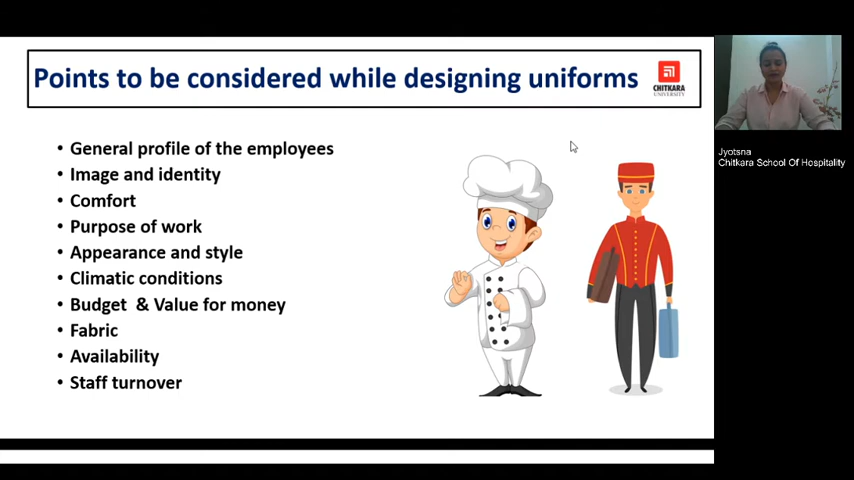 Points to be considered while designing uniforms
CHITKARA
UNIVERSITY
• General profile of the employees
• Image and identity
• Comfort
• Purpose of work
• Appearance and style
• Climatic conditions
• Budget & Value for money
• Fabric
• Availability
• Staff turnover
Jyotsna
Chitkara School Of Hospitality